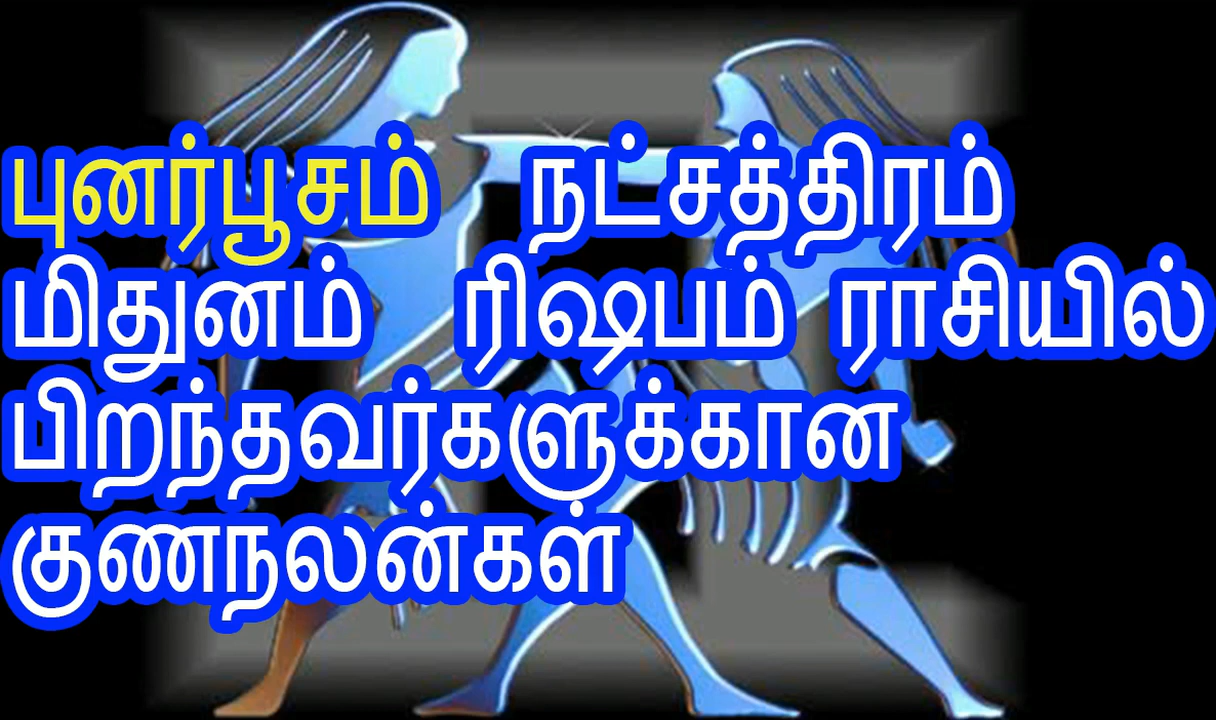 புனர்பூசம் நட்சத்திரம்
மிதுனம் ரிஷபம் ராசியில்
பிறந்தவர்களுக்கான
குணநலன்கள்